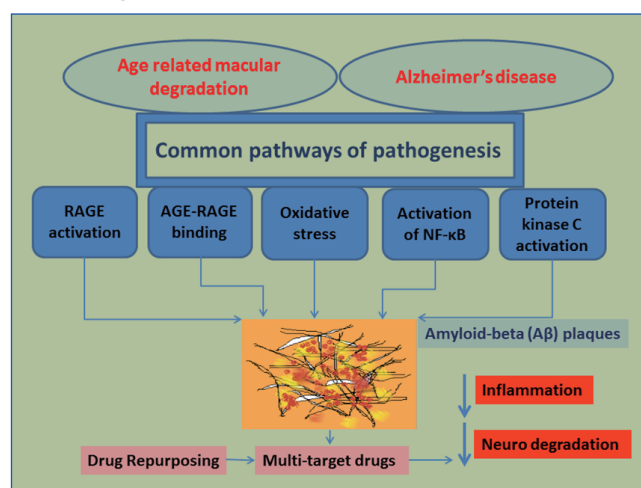 Age related macular
degradation
Alzheimer's disease
Common pathways of pathogenesis
RAGE
activation
AGE-RAGE
binding
Oxidative
stress
Activation
of NF-κB
Protein
kinase C
activation
Amyloid-beta (Aβ) plaques
Inflammation
Neuro degradation
Drug Repurposing
Multi-target drugs